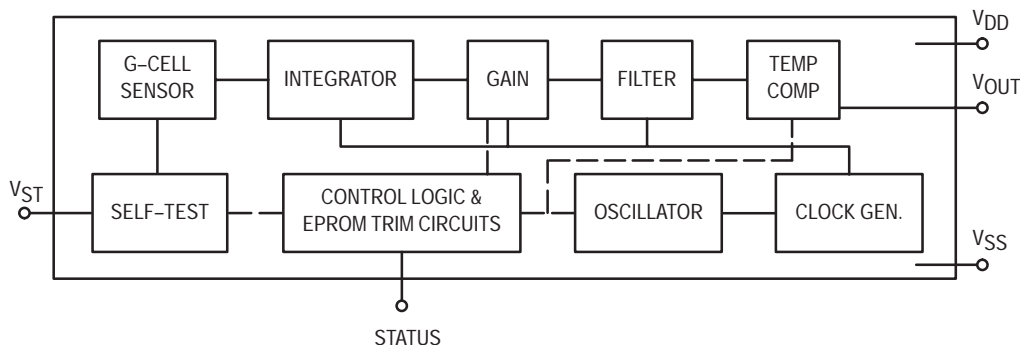 VDD
G–CELL
SENSOR
INTEGRATOR
GAIN
FILTER
TEMP
COMP
VOUT
VST
SELF–TEST
CONTROL LOGIC &
EPROM TRIM CIRCUITS
OSCILLATOR
CLOCK GEN.
VSS
STATUS